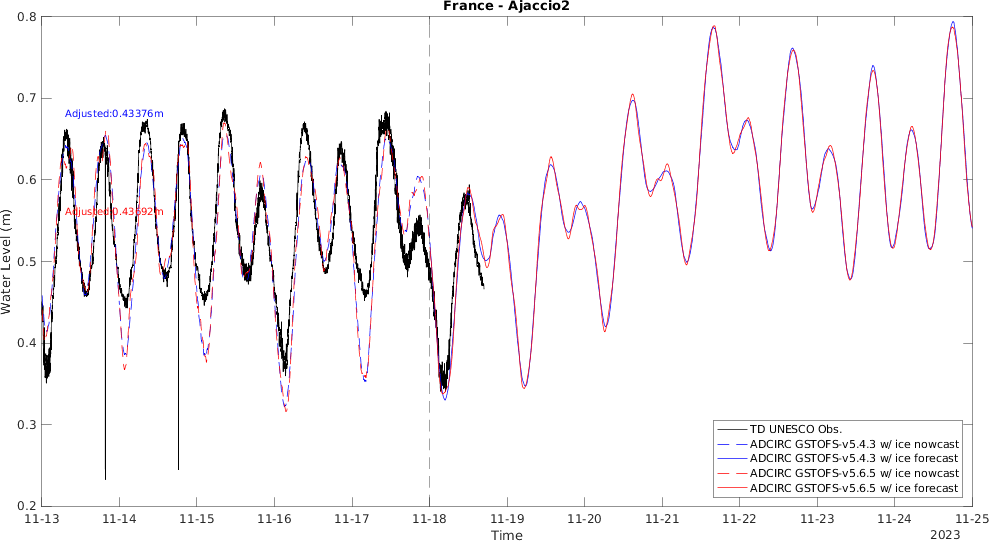 France - Ajaccio2
0.8
0.7
0.6
0.5
0.4
0.3
0.2
Water Level (m)
Adjusted:0.43376m
Adjusted:0.43692m
TD UNESCO Obs.
ADCIRC GSTOFS-v5.4.3 w/ ice nowcast
ADCIRC GSTOFS-v5.4.3 w/ ice forecast
ADCIRC GSTOFS-v5.6.5 w/ ice nowcast
ADCIRC GSTOFS-v5.6.5 w/ ice forecast
11-13 11-14 11-15 11-16 11-17 11-18 11-19 11-20 11-21 11-22 11-23 11-24 11-25
Time
2023